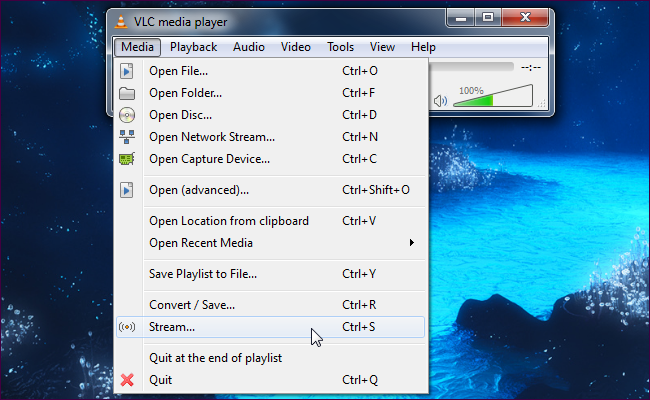 VLC media player
Media Playback Audio Video Tools View Help
Open File... Ctrl+O
--:--
Open Folder... Ctrl+F
100%
Open Disc... Ctrl+D
Open Network Stream... Ctrl+N
Open Capture Device... Ctrl+C
Open (advanced)... Ctrl+Shift+O
Open Location from clipboard Ctrl+V
Open Recent Media
Save Playlist to File... Ctrl+Y
Convert / Save... Ctrl+R
Stream... Ctrl+S
Quit at the end of playlist
Quit Ctrl+Q